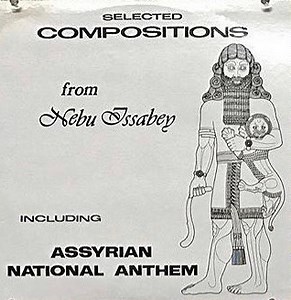 SELECTED
COMPOSITIONS
from
Nebu Issabey
INCLUDING
ASSYRIAN
NATIONAL ANTHEM